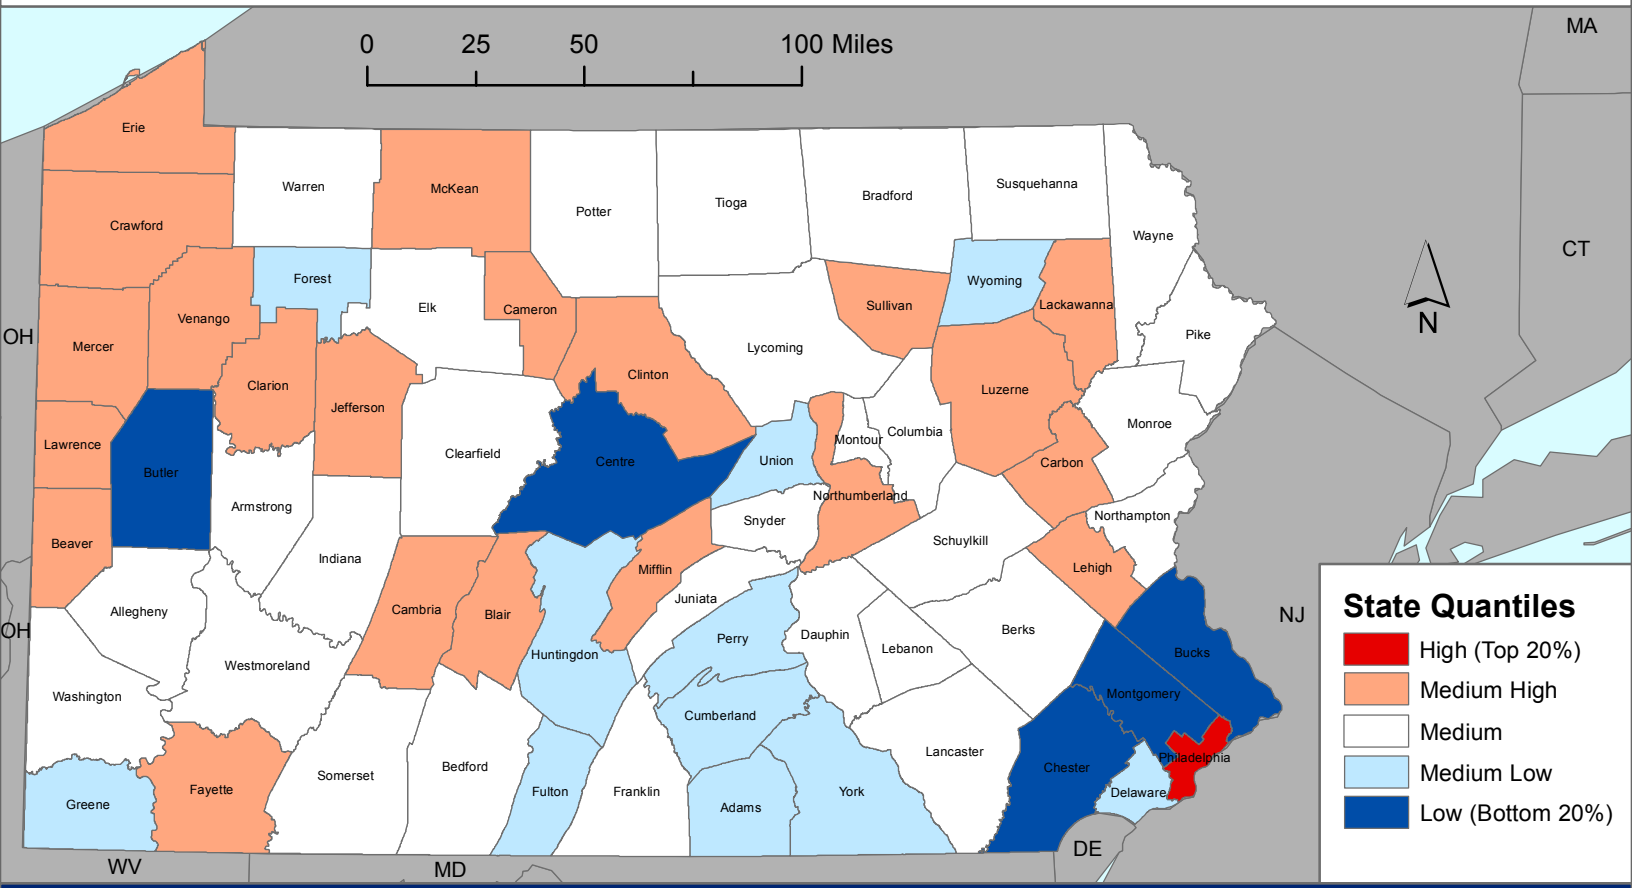 0 25 50 100 Miles
MA
Erie
Warren
McKean
Potter
Tioga
Bradford
Susquehanna
Crawford
Wayne
CT
Forest
Wyoming
Venango
Elk
Cameron
Sullivan
Lackawanna
OH
Mercer
Lycoming
Pike
N
Clarion
Jefferson
Clinton
Luzerne
Lawrence
Butler
Clearfield
Centre
Union
Montour
Columbia
Monroe
Carbon
Armstrong
Northumberland
Beaver
Snyder
Northampton
Indiana
Schuylkill
Mifflin
Lehigh
Allegheny
Cambria
Blair
Juniata
OH
Perry
Dauphin
Berks
NJ
Westmoreland
Huntingdon
Lebanon
Bucks
Washington
Cumberland
Montgomery
Lancaster
Philadelphia
Greene
Fayette
Somerset
Bedford
Fulton
Franklin
Adams
York
Chester
Delaware
WV
MD
DE
State Quantiles
High (Top 20%)
Medium High
Medium
Medium Low
Low (Bottom 20%)